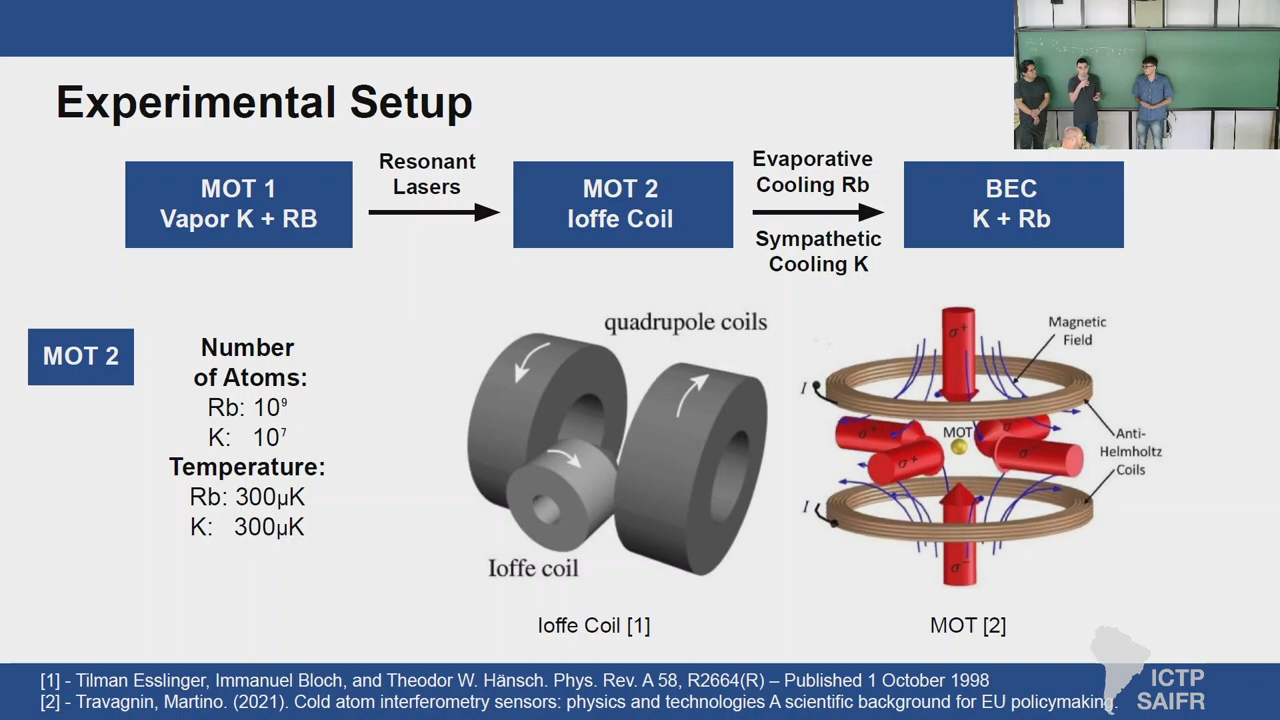 Experimental Setup
MOT 1
Vapor K + RB
Resonant
Lasers
MOT 2
Ioffe Coil
Evaporative
Cooling Rb
Sympathetic
Cooling K
BEC
K + Rb
MOT 2
Number
of Atoms:
Rb: 10⁹
K: 10⁷
Temperature:
Rb: 300μK
K: 300μK
quadrupole coils
Ioffe coil
Ioffe Coil [1]
Magnetic
Field
I
σ⁺
σ⁺
σ⁻
MOT
σ⁺
σ⁻
Anti-
Helmholtz
Coils
I
σ⁻
MOT [2]
[1] - Tilman Esslinger, Immanuel Bloch, and Theodor W. Hänsch. Phys. Rev. A 58, R2664(R) – Published 1 October 1998
[2] - Travagnin, Martino. (2021). Cold atom interferometry sensors: physics and technologies A scientific background for EU policymaking.
ICTP
SAIFR